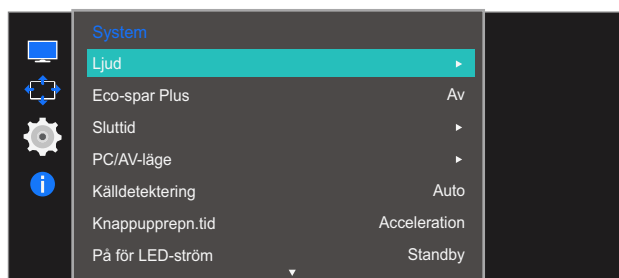 System
Ljud
Eco-spar Plus Av
Sluttid
PC/AV-läge
Källdetektering Auto
Knappupprepn.tid Acceleration
På för LED-ström Standby